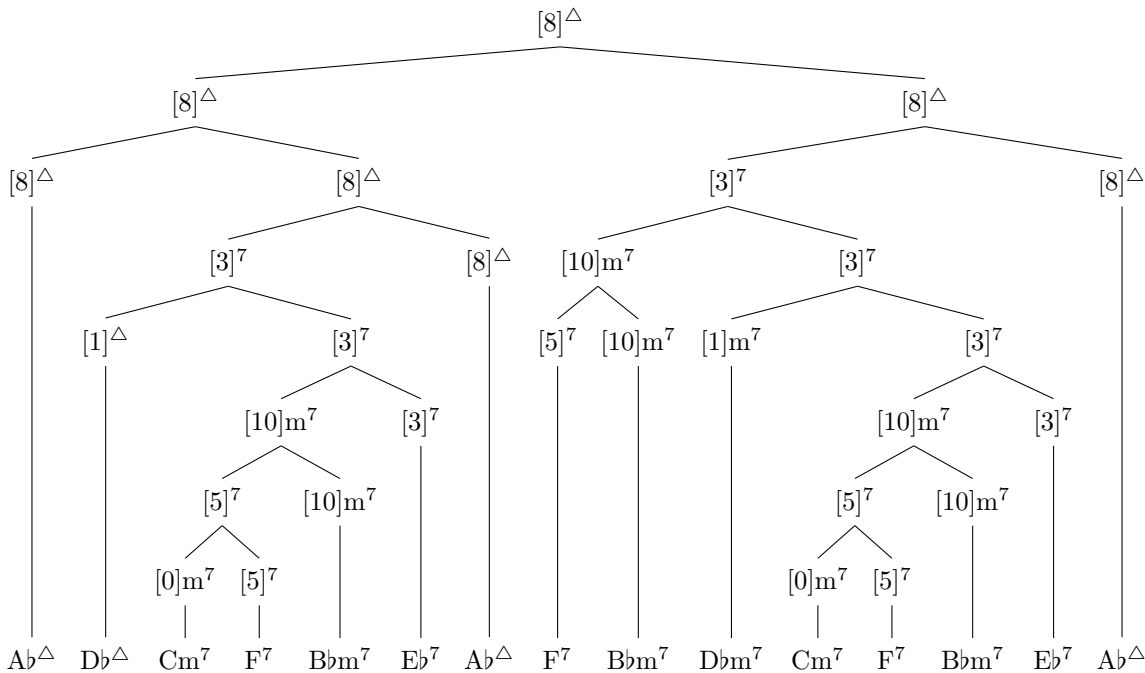 [8]△
[8]△ [8]△
[8]△ [8]△ [3]⁷ [8]△
[3]⁷ [8]△ [10]m⁷ [3]⁷
[1]△ [3]⁷ [5]⁷ [10]m⁷ [1]m⁷ [3]⁷
[10]m⁷ [3]⁷ [10]m⁷ [3]⁷
[5]⁷ [10]m⁷ [5]⁷ [10]m⁷
[0]m⁷ [5]⁷ [0]m⁷ [5]⁷
A♭△ D♭△ Cm⁷ F⁷ B♭m⁷ E♭⁷ A♭△ F⁷ B♭m⁷ D♭m⁷ Cm⁷ F⁷ B♭m⁷ E♭⁷ A♭△